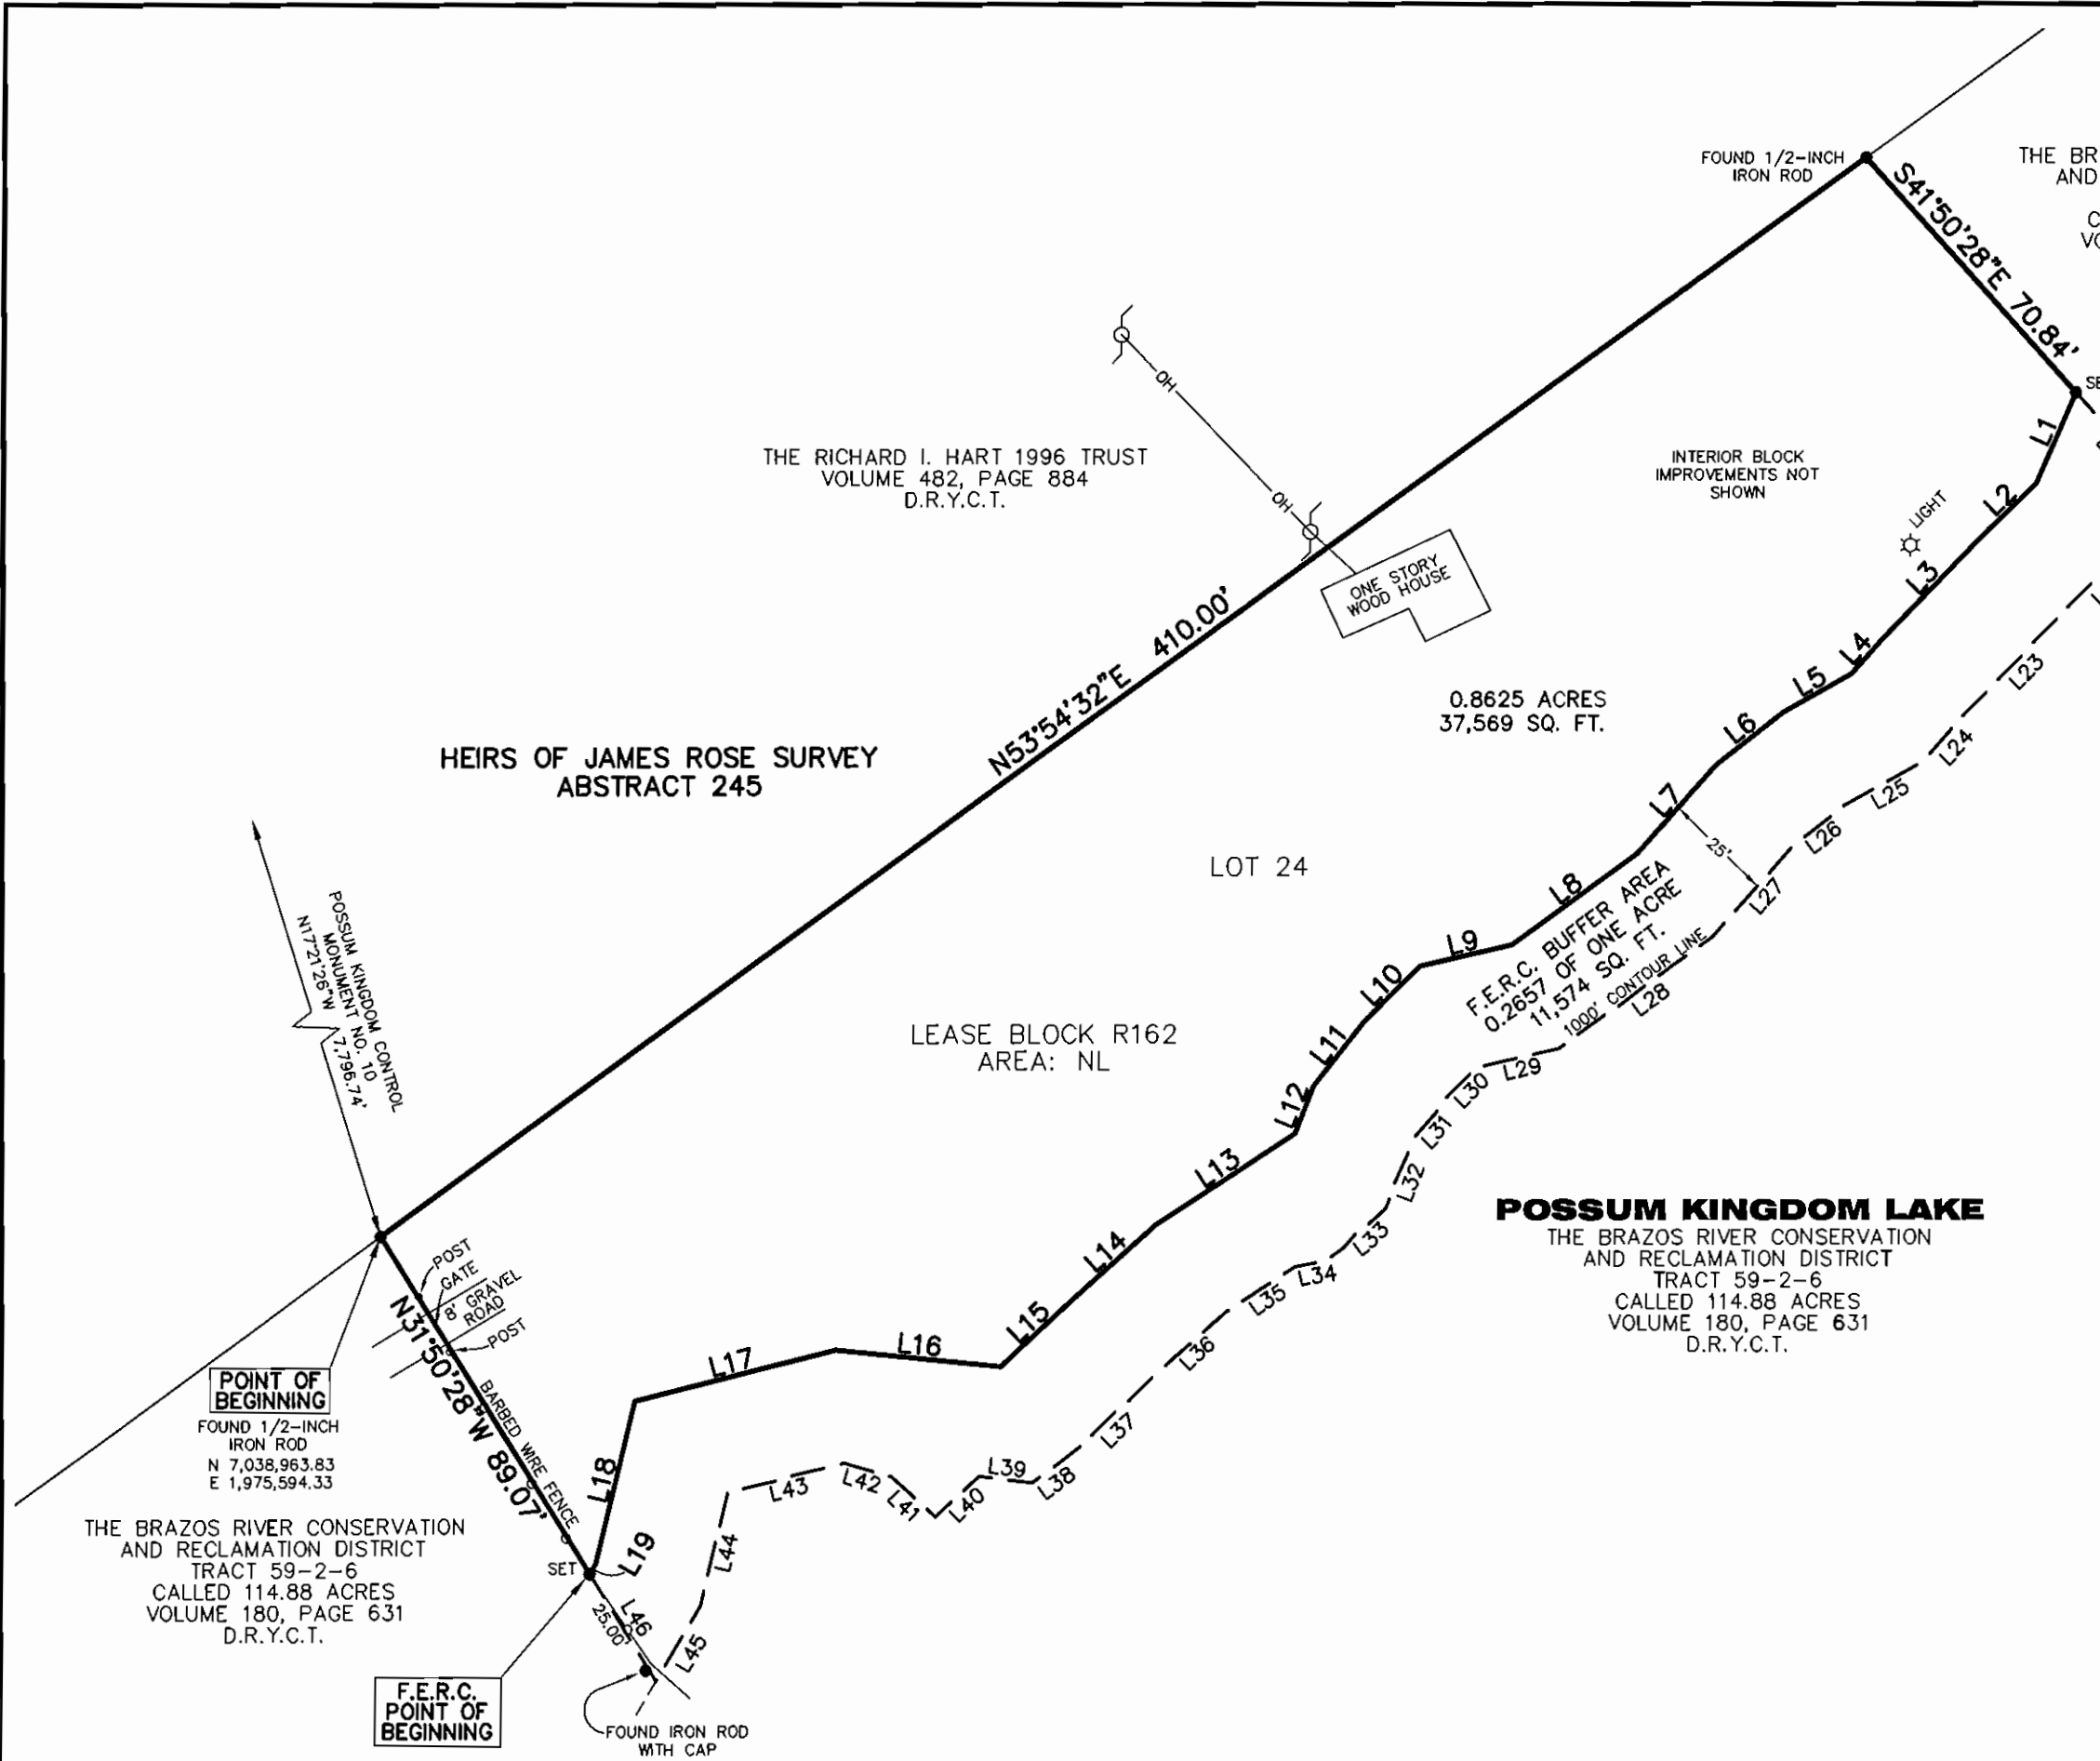 FOUND 1/2-INCH
IRON ROD
THE BR
AND
S41°50'28"E 70.84'
THE RICHARD I. HART 1996 TRUST
VOLUME 482, PAGE 884
D.R.Y.C.T.
OH
OH
INTERIOR BLOCK
IMPROVEMENTS NOT
SHOWN
LIGHT
L1
L2
L3
L4
L5
L6
L7
L8
L9
L10
L11
L12
L13
L14
L15
L16
L17
L18
L19
ONE STORY
WOOD HOUSE
N53°54'32"E 410.00'
0.8625 ACRES
37,569 SQ. FT.
HEIRS OF JAMES ROSE SURVEY
ABSTRACT 245
LOT 24
LEASE BLOCK R162
AREA: NL
25'
F.E.R.C. BUFFER AREA
0.2657 OF ONE ACRE
11,574 SQ. FT.
1000' CONTOUR LINE
L23
L24
L25
L26
L27
L28
L29
L30
L31
L32
L33
L34
L35
L36
L37
L38
L39
L40
L41
L42
L43
L44
L45
L46
25.00'
POSSUM KINGDOM CONTROL
MONUMENT NO. 10
N17°21'26"W 7,796.74'
POSSUM KINGDOM LAKE
THE BRAZOS RIVER CONSERVATION
AND RECLAMATION DISTRICT
TRACT 59-2-6
CALLED 114.88 ACRES
VOLUME 180, PAGE 631
D.R.Y.C.T.
POST
GATE
8' GRAVEL
ROAD
POST
N31°50'28"W 89.07'
BARBED WIRE FENCE
POINT OF
BEGINNING
FOUND 1/2-INCH
IRON ROD
N 7,038,963.83
E 1,975,594.33
THE BRAZOS RIVER CONSERVATION
AND RECLAMATION DISTRICT
TRACT 59-2-6
CALLED 114.88 ACRES
VOLUME 180, PAGE 631
D.R.Y.C.T.
SET
F.E.R.C.
POINT OF
BEGINNING
FOUND IRON ROD
WITH CAP